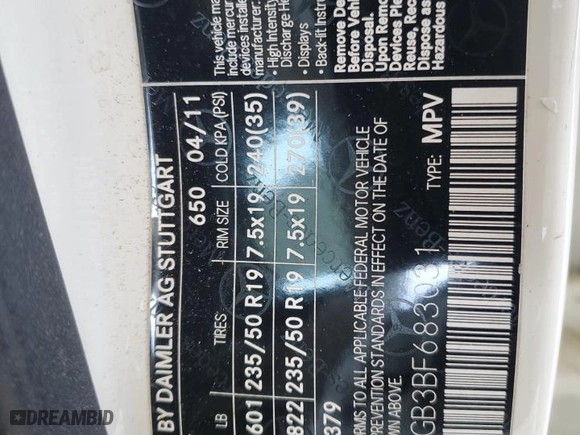 This vehicle ma
include mercur
devices installe
manufacturer:
• High Intensity
Discharge He
• Displays
• Back-lit Instru
Remove De
Before Vehi
Disposal.
Upon Remo
Devices Ple
Reuse, Recy
Dispose as
Hazardous
BY DAIMLER AG STUTTGART
650 04/11
LB TIRES RIM SIZE COLD KPA(PSI)
601 235/50 R19 7.5x19 240(35)
822 235/50 R19 7.5x19 270(39)
379
RMS TO ALL APPLICABLE FEDERAL MOTOR VEHICLE
PREVENTION STANDARDS IN EFFECT ON THE DATE OF
WN ABOVE.
GB3BF683031 TYPE: MPV
AUTOBIDMASTER